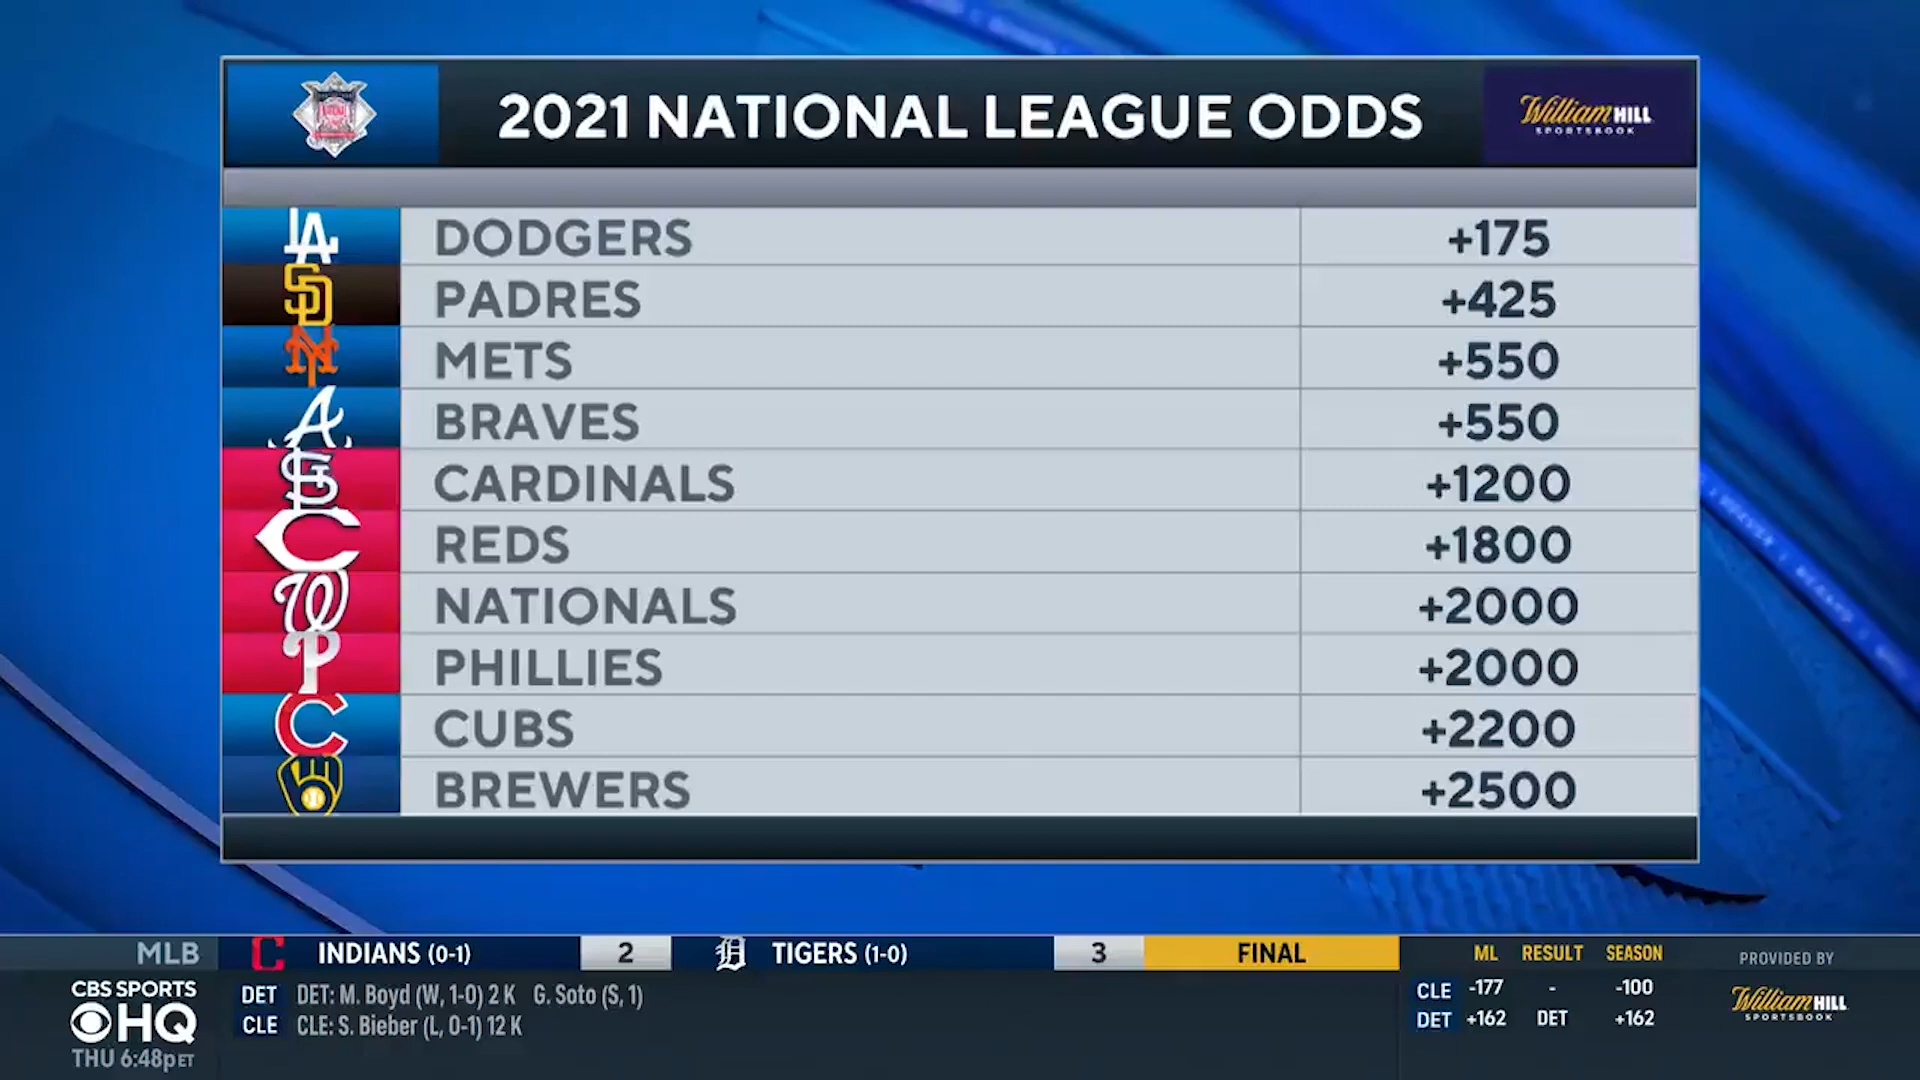 2021 NATIONAL LEAGUE ODDS
William HILL
SPORTSBOOK
DODGERS +175
PADRES +425
METS +550
BRAVES +550
CARDINALS +1200
REDS +1800
NATIONALS +2000
PHILLIES +2000
CUBS +2200
BREWERS +2500
MLB INDIANS (0-1) 2 TIGERS (1-0) 3 FINAL
CBS SPORTS
HQ
THU 6:48pET
DET DET: M. Boyd (W, 1-0) 2 K G. Soto (S, 1)
CLE CLE: S. Bieber (L, 0-1) 12 K
ML RESULT SEASON
CLE -177 - -100
DET +162 DET +162
PROVIDED BY
William HILL
SPORTSBOOK